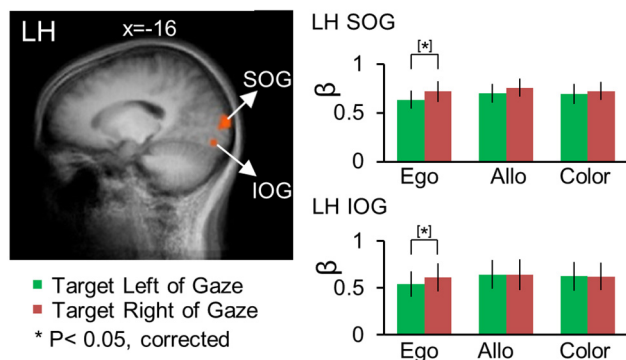 LH
x=-16
SOG
IOG
Target Left of Gaze
Target Right of Gaze
* P< 0.05, corrected
LH SOG
[*]
1
0.5
0
β
Ego Allo Color
LH IOG
[*]
1
0.5
0
β
Ego Allo Color